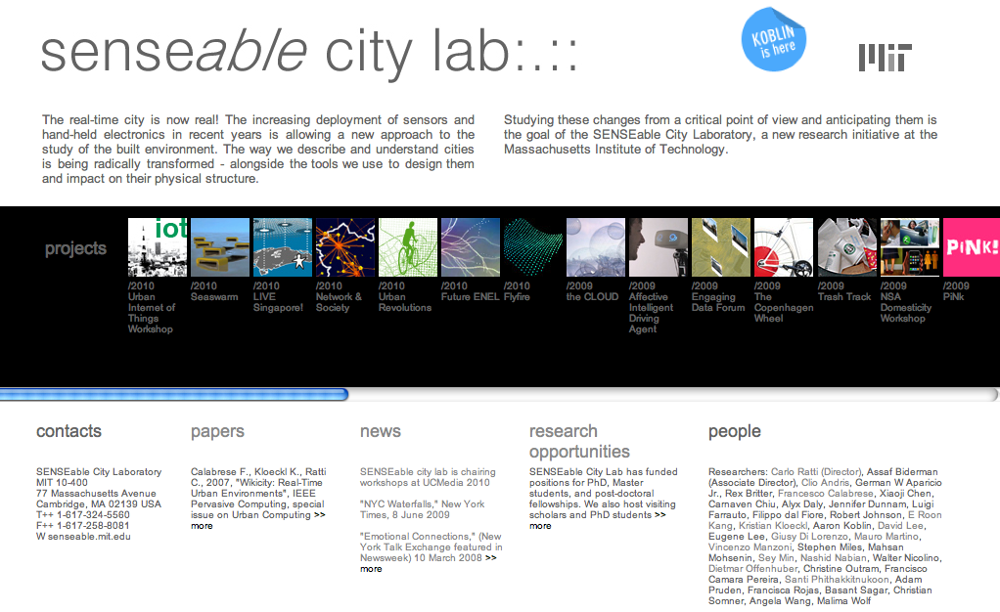 senseable city lab:.::
KOBLIN
is here
MIT
The real-time city is now real! The increasing deployment of sensors and
hand-held electronics in recent years is allowing a new approach to the
study of the built environment. The way we describe and understand cities
is being radically transformed - alongside the tools we use to design them
and impact on their physical structure.
Studying these changes from a critical point of view and anticipating them is
the goal of the SENSEable City Laboratory, a new research initiative at the
Massachusetts Institute of Technology.
projects
iot
/2010
Urban
Internet of
Things
Workshop
/2010
Seaswarm
/2010
LIVE
Singapore!
/2010
Network &
Society
/2010
Urban
Revolutions
/2010
Future ENEL
/2010
Flyfire
/2009
the CLOUD
/2009
Affective
Intelligent
Driving
Agent
/2009
Engaging
Data Forum
/2009
The
Copenhagen
Wheel
/2009
Trash Track
/2009
NSA
Domesticity
Workshop
PiNK!
/2009
PiNk
contacts
SENSEable City Laboratory
MIT 10-400
77 Massachusetts Avenue
Cambridge, MA 02139 USA
T++ 1-617-324-5560
F++ 1-617-258-8081
W senseable.mit.edu
papers
Calabrese F., Kloeckl K., Ratti
C., 2007, "Wikicity: Real-Time
Urban Environments", IEEE
Pervasive Computing, special
issue on Urban Computing >>
more
news
SENSEable city lab is chairing
workshops at UCMedia 2010
"NYC Waterfalls," New York
Times, 8 June 2009
"Emotional Connections," (New
York Talk Exchange featured in
Newsweek) 10 March 2008 >>
more
research
opportunities
SENSEable City Lab has funded
positions for PhD, Master
students, and post-doctoral
fellowships. We also host visiting
scholars and PhD students >>
more
people
Researchers: Carlo Ratti (Director), Assaf Biderman
(Associate Director), Clio Andris, German W Aparicio
Jr., Rex Britter, Francesco Calabrese, Xiaoji Chen,
Carnaven Chiu, Alyx Daly, Jennifer Dunnam, Luigi
Farrauto, Filippo dal Fiore, Robert Johnson, E Roon
Kang, Kristian Kloeckl, Aaron Koblin, David Lee,
Eugene Lee, Giusy Di Lorenzo, Mauro Martino,
Vincenzo Manzoni, Stephen Miles, Mahsan
Mohsenin, Sey Min, Nashid Nabian, Walter Nicolino,
Dietmar Offenhuber, Christine Outram, Francisco
Camara Pereira, Santi Phithakkitnukoon, Adam
Pruden, Francisca Rojas, Basant Sagar, Christian
Somner, Angela Wang, Malima Wolf